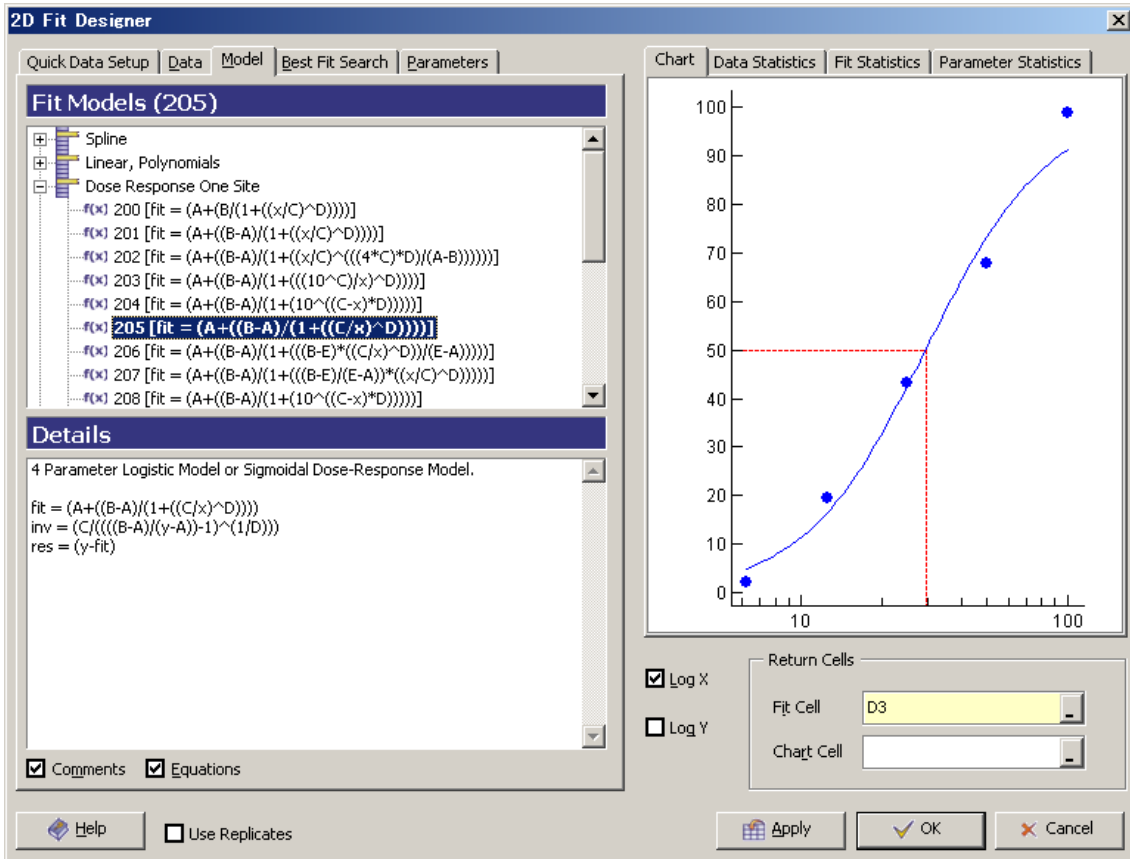 2D Fit Designer
Quick Data Setup Data Model Best Fit Search Parameters
Fit Models (205)
Spline
Linear, Polynomials
Dose Response One Site
f(x) 200 [fit = (A+(B/(1+((x/C)^D))))]
f(x) 201 [fit = (A+((B-A)/(1+((x/C)^D))))]
f(x) 202 [fit = (A+((B-A)/(1+((x/C)^(((4*C)*D)/(A-B))))))]
f(x) 203 [fit = (A+((B-A)/(1+(((10^C)/x)^D))))]
f(x) 204 [fit = (A+((B-A)/(1+(10^((C-x)*D)))))]
f(x) 205 [fit = (A+((B-A)/(1+((C/x)^D))))]
f(x) 206 [fit = (A+((B-A)/(1+(((B-E)*((C/x)^D))/(E-A)))))]
f(x) 207 [fit = (A+((B-A)/(1+(((B-E)/(E-A))*((x/C)^D)))))]
f(x) 208 [fit = (A+((B-A)/(1+(10^((C-x)*D)))))]
Details
4 Parameter Logistic Model or Sigmoidal Dose-Response Model.
fit = (A+((B-A)/(1+((C/x)^D))))
inv = (C/((((B-A)/(y-A))-1)^(1/D)))
res = (y-fit)
Comments Equations
Help
Use Replicates
Chart Data Statistics Fit Statistics Parameter Statistics
100
90
80
70
60
50
40
30
20
10
0
10 100
Log X
Log Y
Return Cells
Fit Cell D3
Chart Cell
Apply OK Cancel